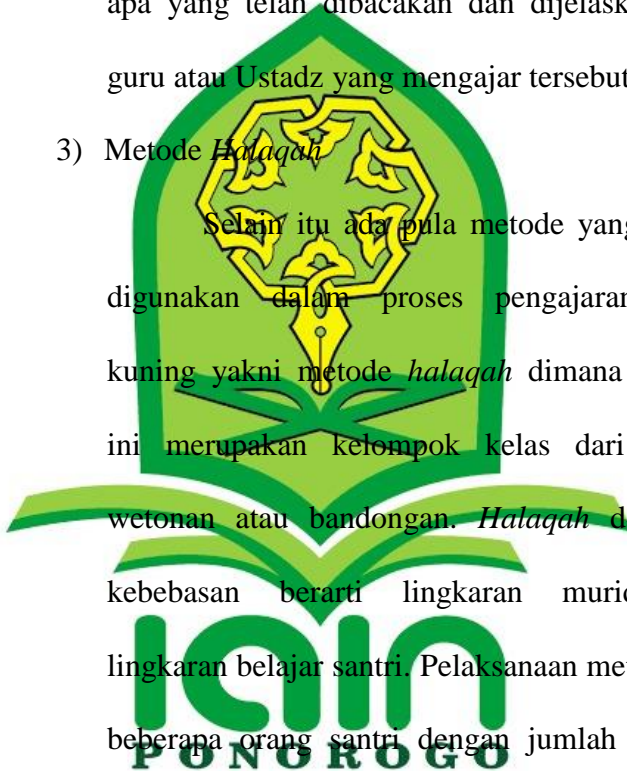 apa yang telah dibacakan dan dijelask
guru atau Ustadz yang mengajar tersebut
3) Metode Halaqah
Selain itu ada pula metode yang
digunakan dalam proses pengajaran
kuning yakni metode halaqah dimana
ini merupakan kelompok kelas dari
wetonan atau bandongan. Halaqah d
kebebasan berarti lingkaran muri
lingkaran belajar santri. Pelaksanaan me
beberapa orang santri dengan jumlah
iain
PONOROGO